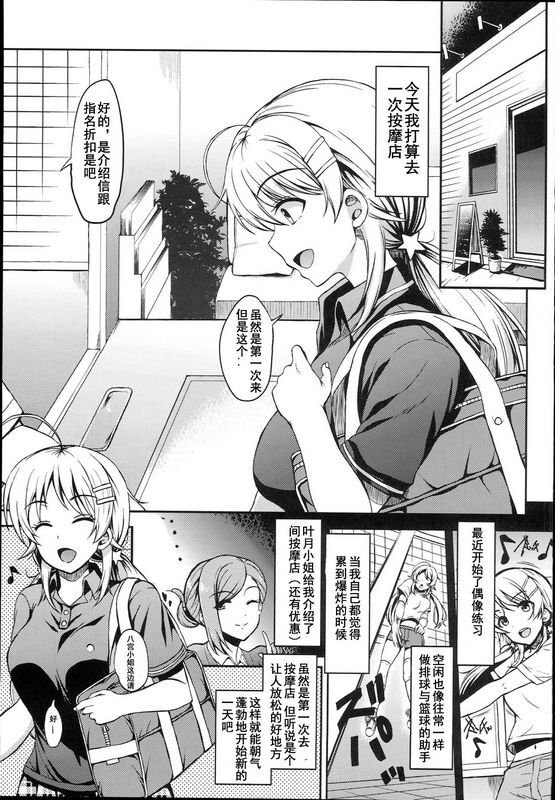 今天我打算去
一次按摩店
好的，是介绍信跟
指名折扣是吧
虽然是第一次来
但是这个：
最近开始了偶像练习
空闲也像往常一样
做排球与篮球的助手
当我自己都觉得
累到爆炸的时候
叶月小姐给我介绍了
间按摩店（还有优惠）
虽然是第一次去
按摩店 但听说是个
让人放松的好地方
这样就能朝气
蓬勃地开始新的
一天吧
八宫小姐这边请
好～